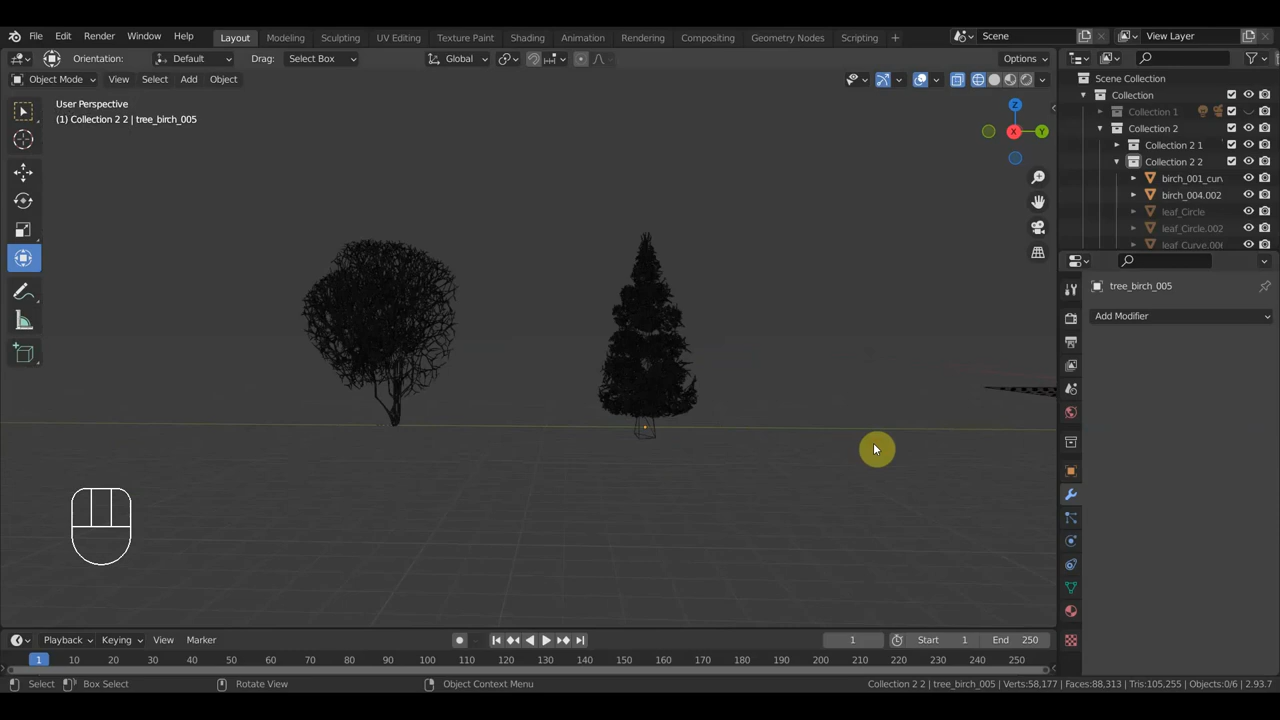 File Edit Render Window Help Layout Modeling Sculpting UV Editing Texture Paint Shading Animation Rendering Compositing Geometry Nodes Scripting + Scene View Layer
Orientation: Default Drag: Select Box Global Options
Object Mode View Select Add Object
User Perspective
(1) Collection 2 2 | tree_birch_005
Z
X
Y
Scene Collection
Collection
Collection 1
Collection 2
Collection 2 1
Collection 2 2
birch_001_curv
birch_004.002
leaf_Circle
leaf_Circle.002
leaf Curve.006
tree_birch_005
Add Modifier
Playback Keying View Marker 1 Start 1 End 250
1 10 20 30 40 50 60 70 80 90 100 110 120 130 140 150 160 170 180 190 200 210 220 230 240 250
Select Box Select Rotate View Object Context Menu Collection 2 2 | tree_birch_005 | Verts:58,177 | Faces:88,313 | Tris:105,255 | Objects:0/6 | 2.93.7